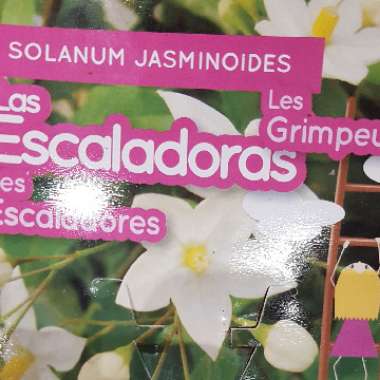 SOLANUM JASMINOIDES
Las
Escaladoras
Les
Grimpeu
es
Escaladores